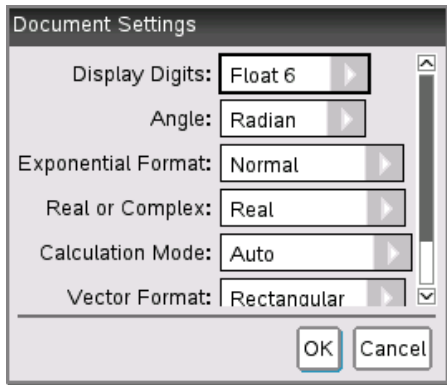 Document Settings
Display Digits: Float 6
Angle: Radian
Exponential Format: Normal
Real or Complex: Real
Calculation Mode: Auto
Vector Format: Rectangular
OK Cancel